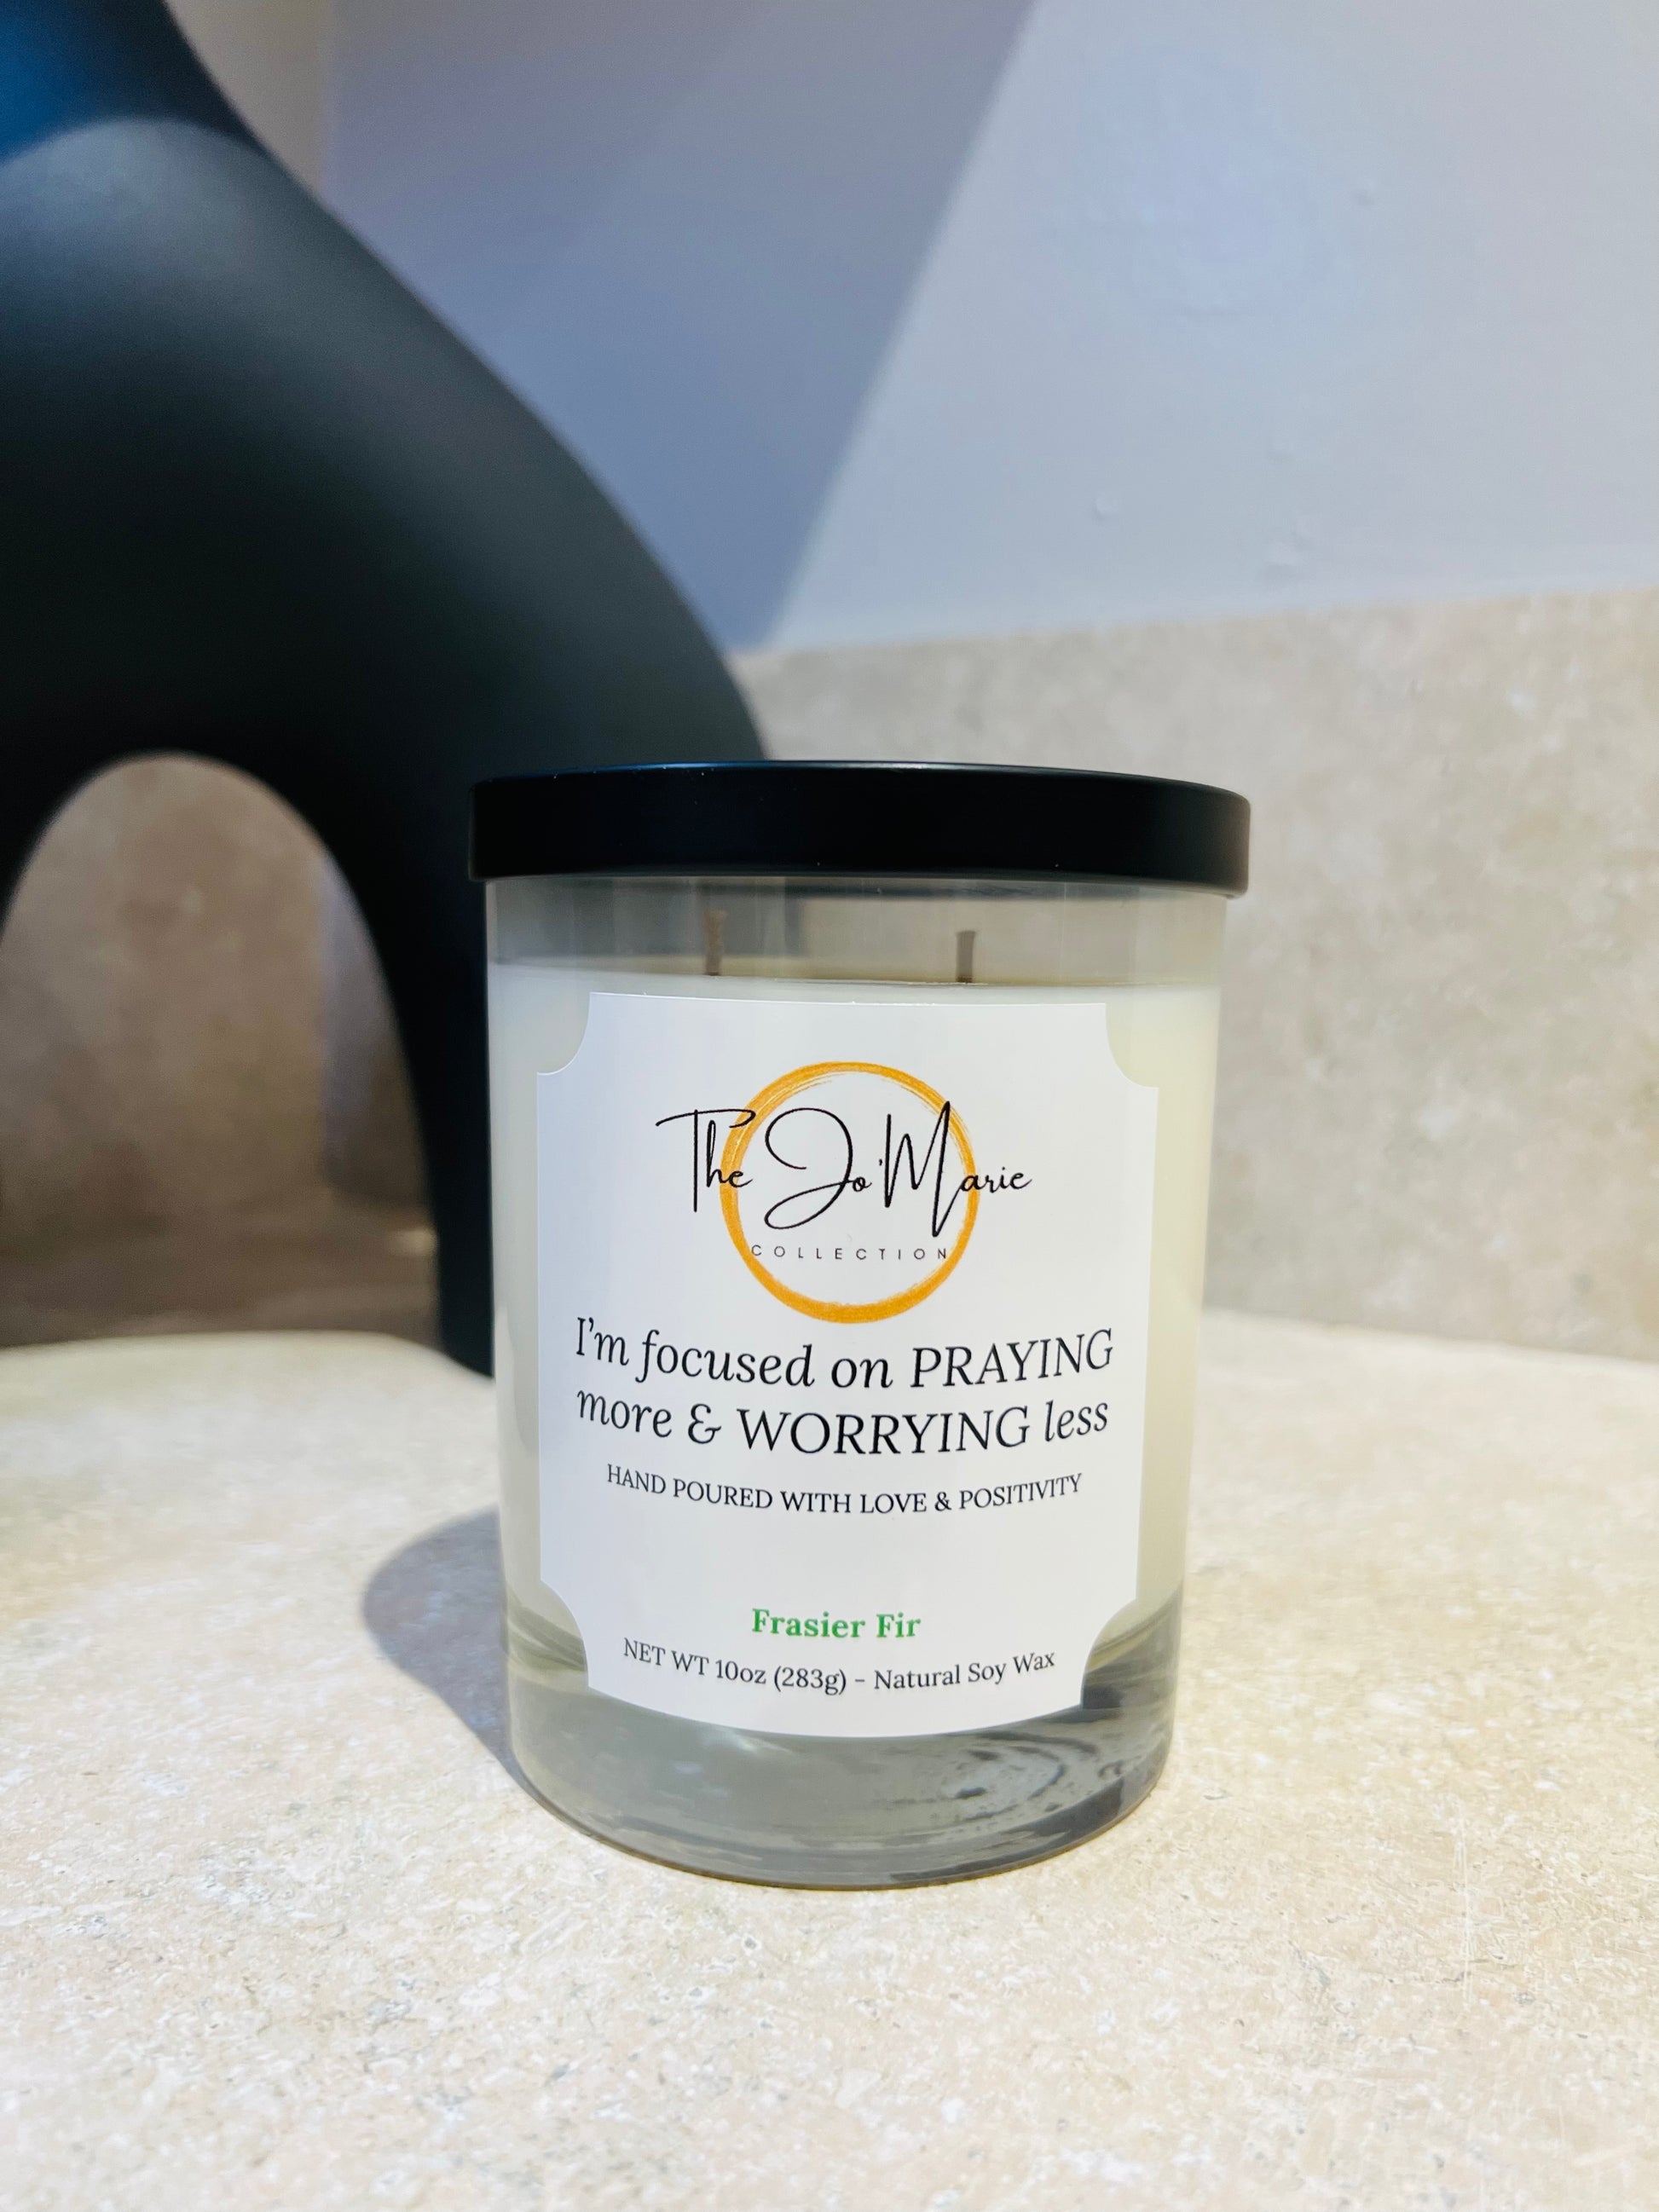 The Jo'Marie
COLLECTION
I'm focused on PRAYING
more & WORRYING less
HAND POURED WITH LOVE & POSITIVITY
Frasier Fir
NET WT 10oz (283g) - Natural Soy Wax